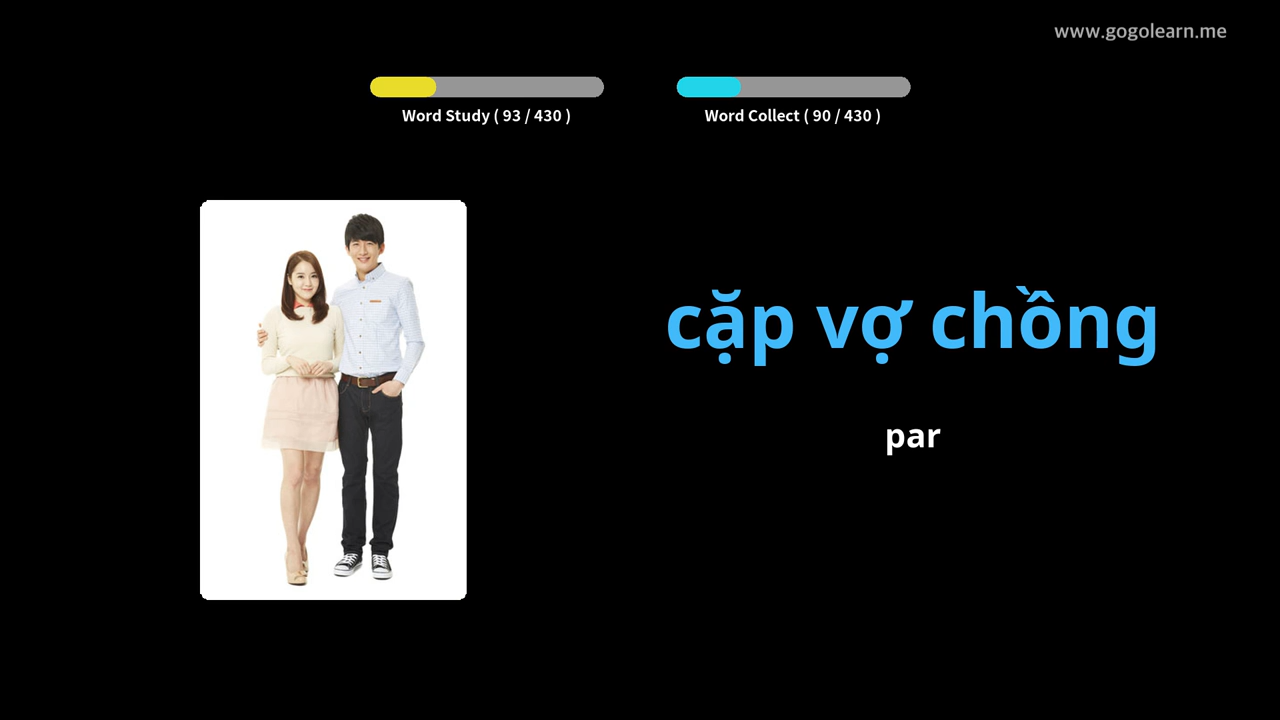 www.gogolearn.me
Word Study ( 93 / 430 )
Word Collect ( 90 / 430 )
cặp vợ chồng
par